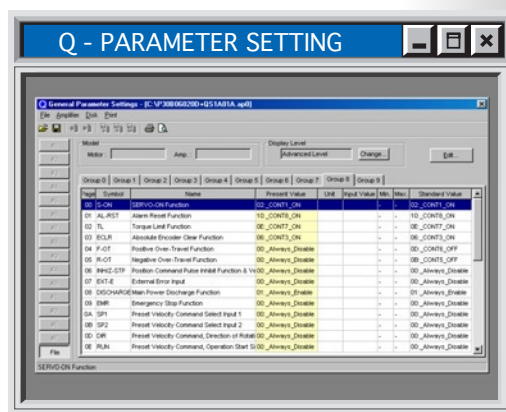 Q - PARAMETER SETTING
General Parameter Settings - [C:\P30B06020D+QS1A01A.ap0]
File Amplifier Disk Print
Model
Motor : Amp. :
Display Level
Advanced Level Change... Edit...
Group 0 Group 1 Group 2 Group 3 Group 4 Group 5 Group 6 Group 7 Group 8 Group 9
Page Symbol Name Present Value Unit Input Value Min. Max. Standard Value
00 S-ON SERVO-ON Function 02:_CONT1_ON - - 02:_CONT1_ON
01 AL-RST Alarm Reset Function 10:_CONT8_ON - - 10:_CONT8_ON
02 TL Torque Limit Function 0E:_CONT7_ON - - 0E:_CONT7_ON
03 ECLR Absolute Encoder Clear Function 06:_CONT3_ON - - 06:_CONT3_ON
04 F-OT Positive Over-Travel Function 00:_Always_Disable - - 0D:_CONT6_OFF
05 R-OT Negative Over-Travel Function 00:_Always_Disable - - 0B:_CONT5_OFF
06 INH/Z-STP Position Command Pulse Inhibit Function & Ve 00:_Always_Disable - - 00:_Always_Disable
07 EXT-E External Error Input 00:_Always_Disable - - 00:_Always_Disable
08 DISCHARGE Main Power Discharge Function 01:_Always_Enable - - 01:_Always_Enable
09 EMR Emergency Stop Function 00:_Always_Disable - - 00:_Always_Disable
0A SP1 Preset Velocity Command Select Input 1 00:_Always_Disable - - 00:_Always_Disable
0B SP2 Preset Velocity Command Select Input 2 00:_Always_Disable - - 00:_Always_Disable
0D DIR Preset Velocity Command, Direction of Rotati 00:_Always_Disable - - 00:_Always_Disable
0E RUN Preset Velocity Command, Operation Start Si 00:_Always_Disable - - 00:_Always_Disable
File
SERVO-ON Function